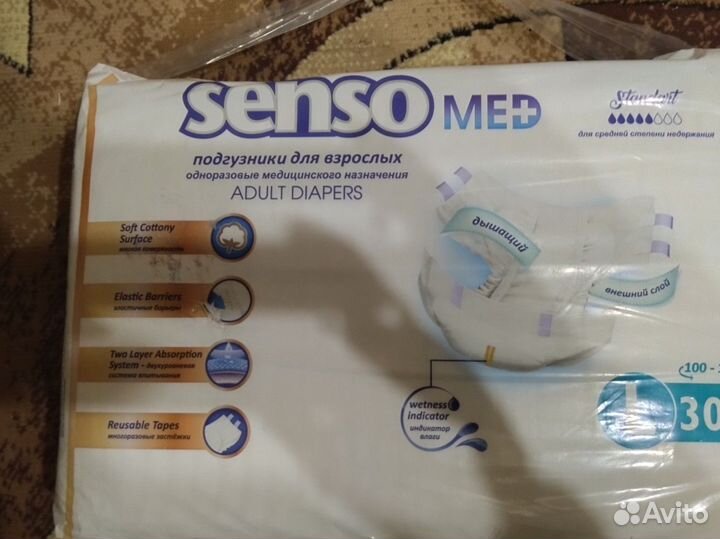 senso MED
Standart
для средней степени недержания
подгузники для взрослых
одноразовые медицинского назначения
ADULT DIAPERS
Soft Cottony
Surface
мягкая поверхность
дышащий
внешний слой
Elastic Barriers
эластичные барьеры
Two Layer Absorption
System – двухуровневая
система впитывания
Reusable Tapes
многоразовые застёжки
wetness
indicator
индикатор
влаги
100 -
L
30
Avito